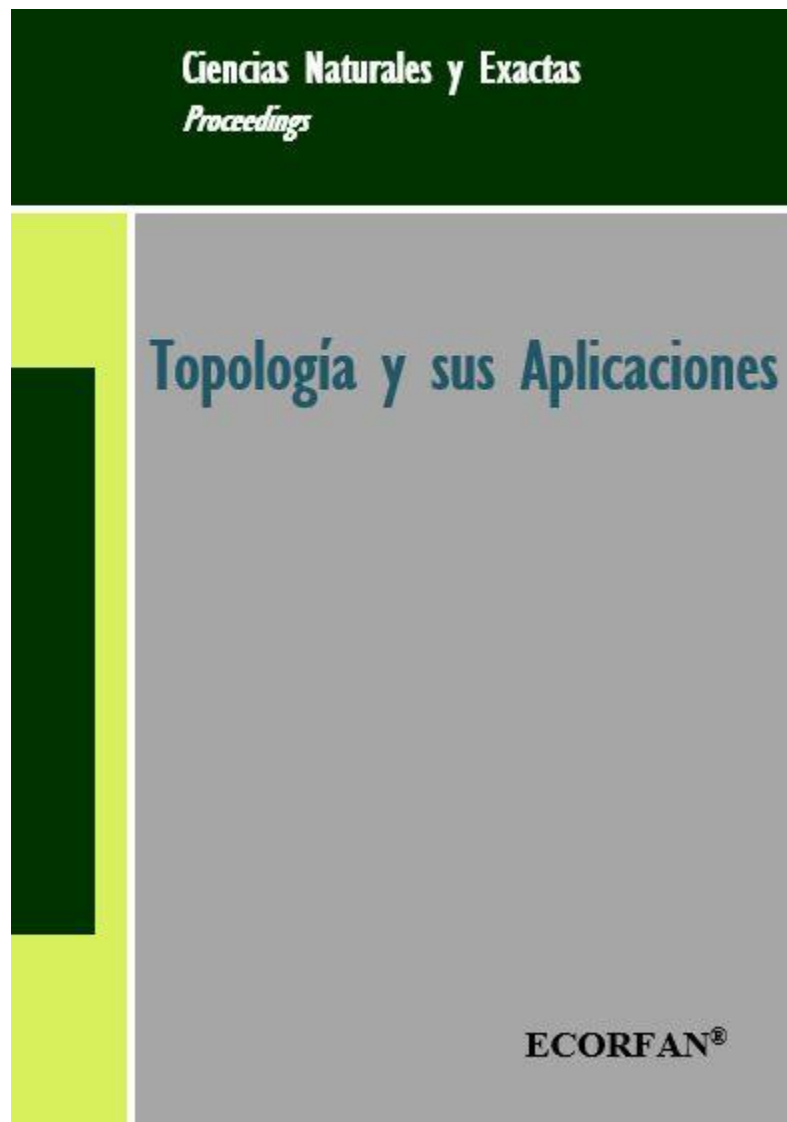 Ciencias Naturales y Exactas
Proceedings
Topología y sus Aplicaciones
ECORFAN®